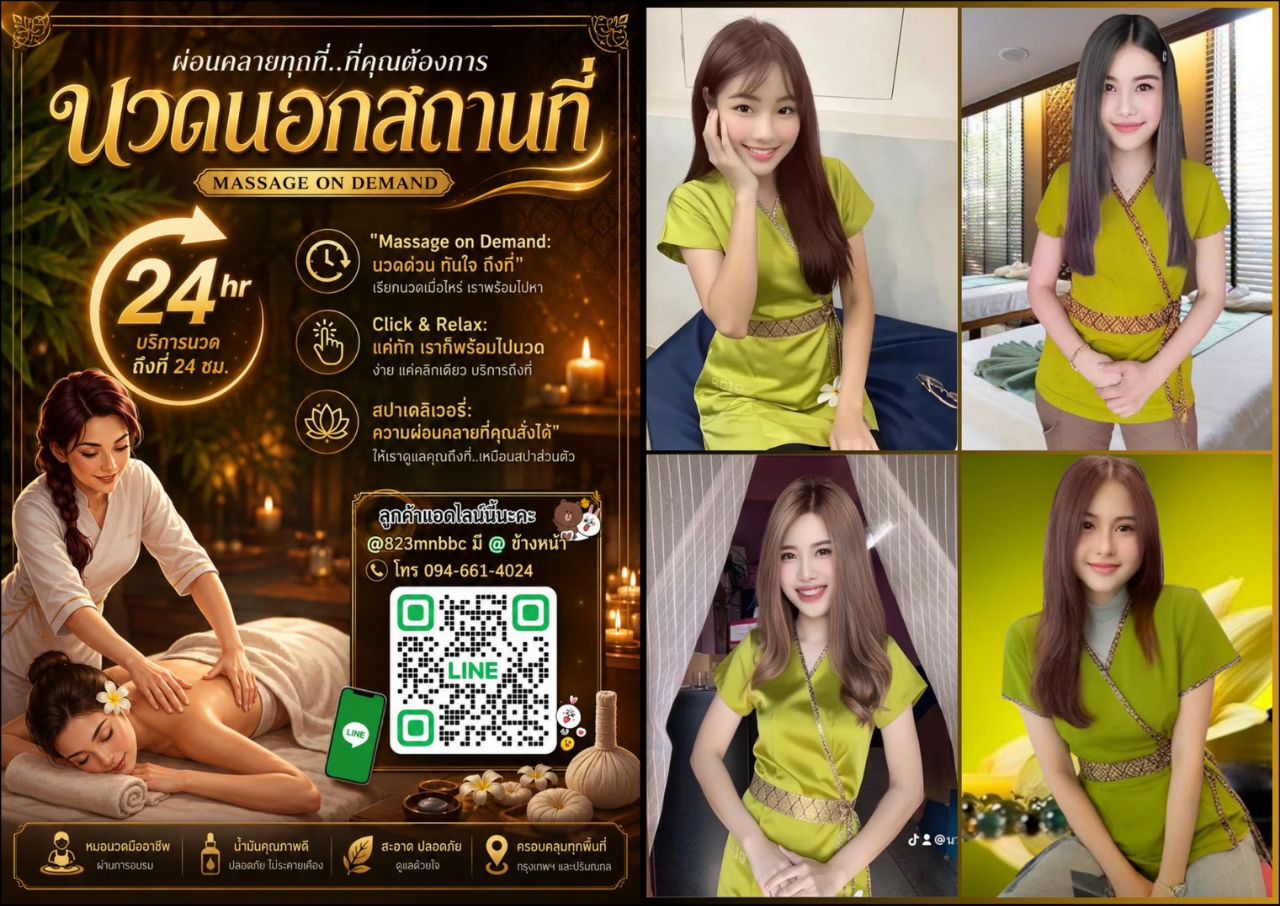 ผ่อนคลายทุกที่..ที่คุณต้องการ
นวดนอกสถานที่
MASSAGE ON DEMAND
24hr
บริการนวด
ถึงที่ 24 ชม.
"Massage on Demand:
นวดด่วน ทันใจ ถึงที่"
เรียกนวดเมื่อไหร่ เราพร้อมไปหา
Click & Relax:
แค่ทัก เราก็พร้อมไปนวด
ง่าย แค่คลิกเดียว บริการถึงที่
สปาเดลิเวอรี่:
ความผ่อนคลายที่คุณสั่งได้"
ให้เราดูแลคุณถึงที่..เหมือนสปาส่วนตัว
ลูกค้าแอดไลน์นี้นะคะ
@823mnbbc มี @ ข้างหน้า
โทร 094-661-4024
LINE
LINE
หมอนวดมืออาชีพ
ผ่านการอบรม
น้ำมันคุณภาพดี
ปลอดภัย ไม่ระคายเคือง
สะอาด ปลอดภัย
ดูแลด้วยใจ
ครอบคลุมทุกพื้นที่
กรุงเทพฯ และปริมณฑล